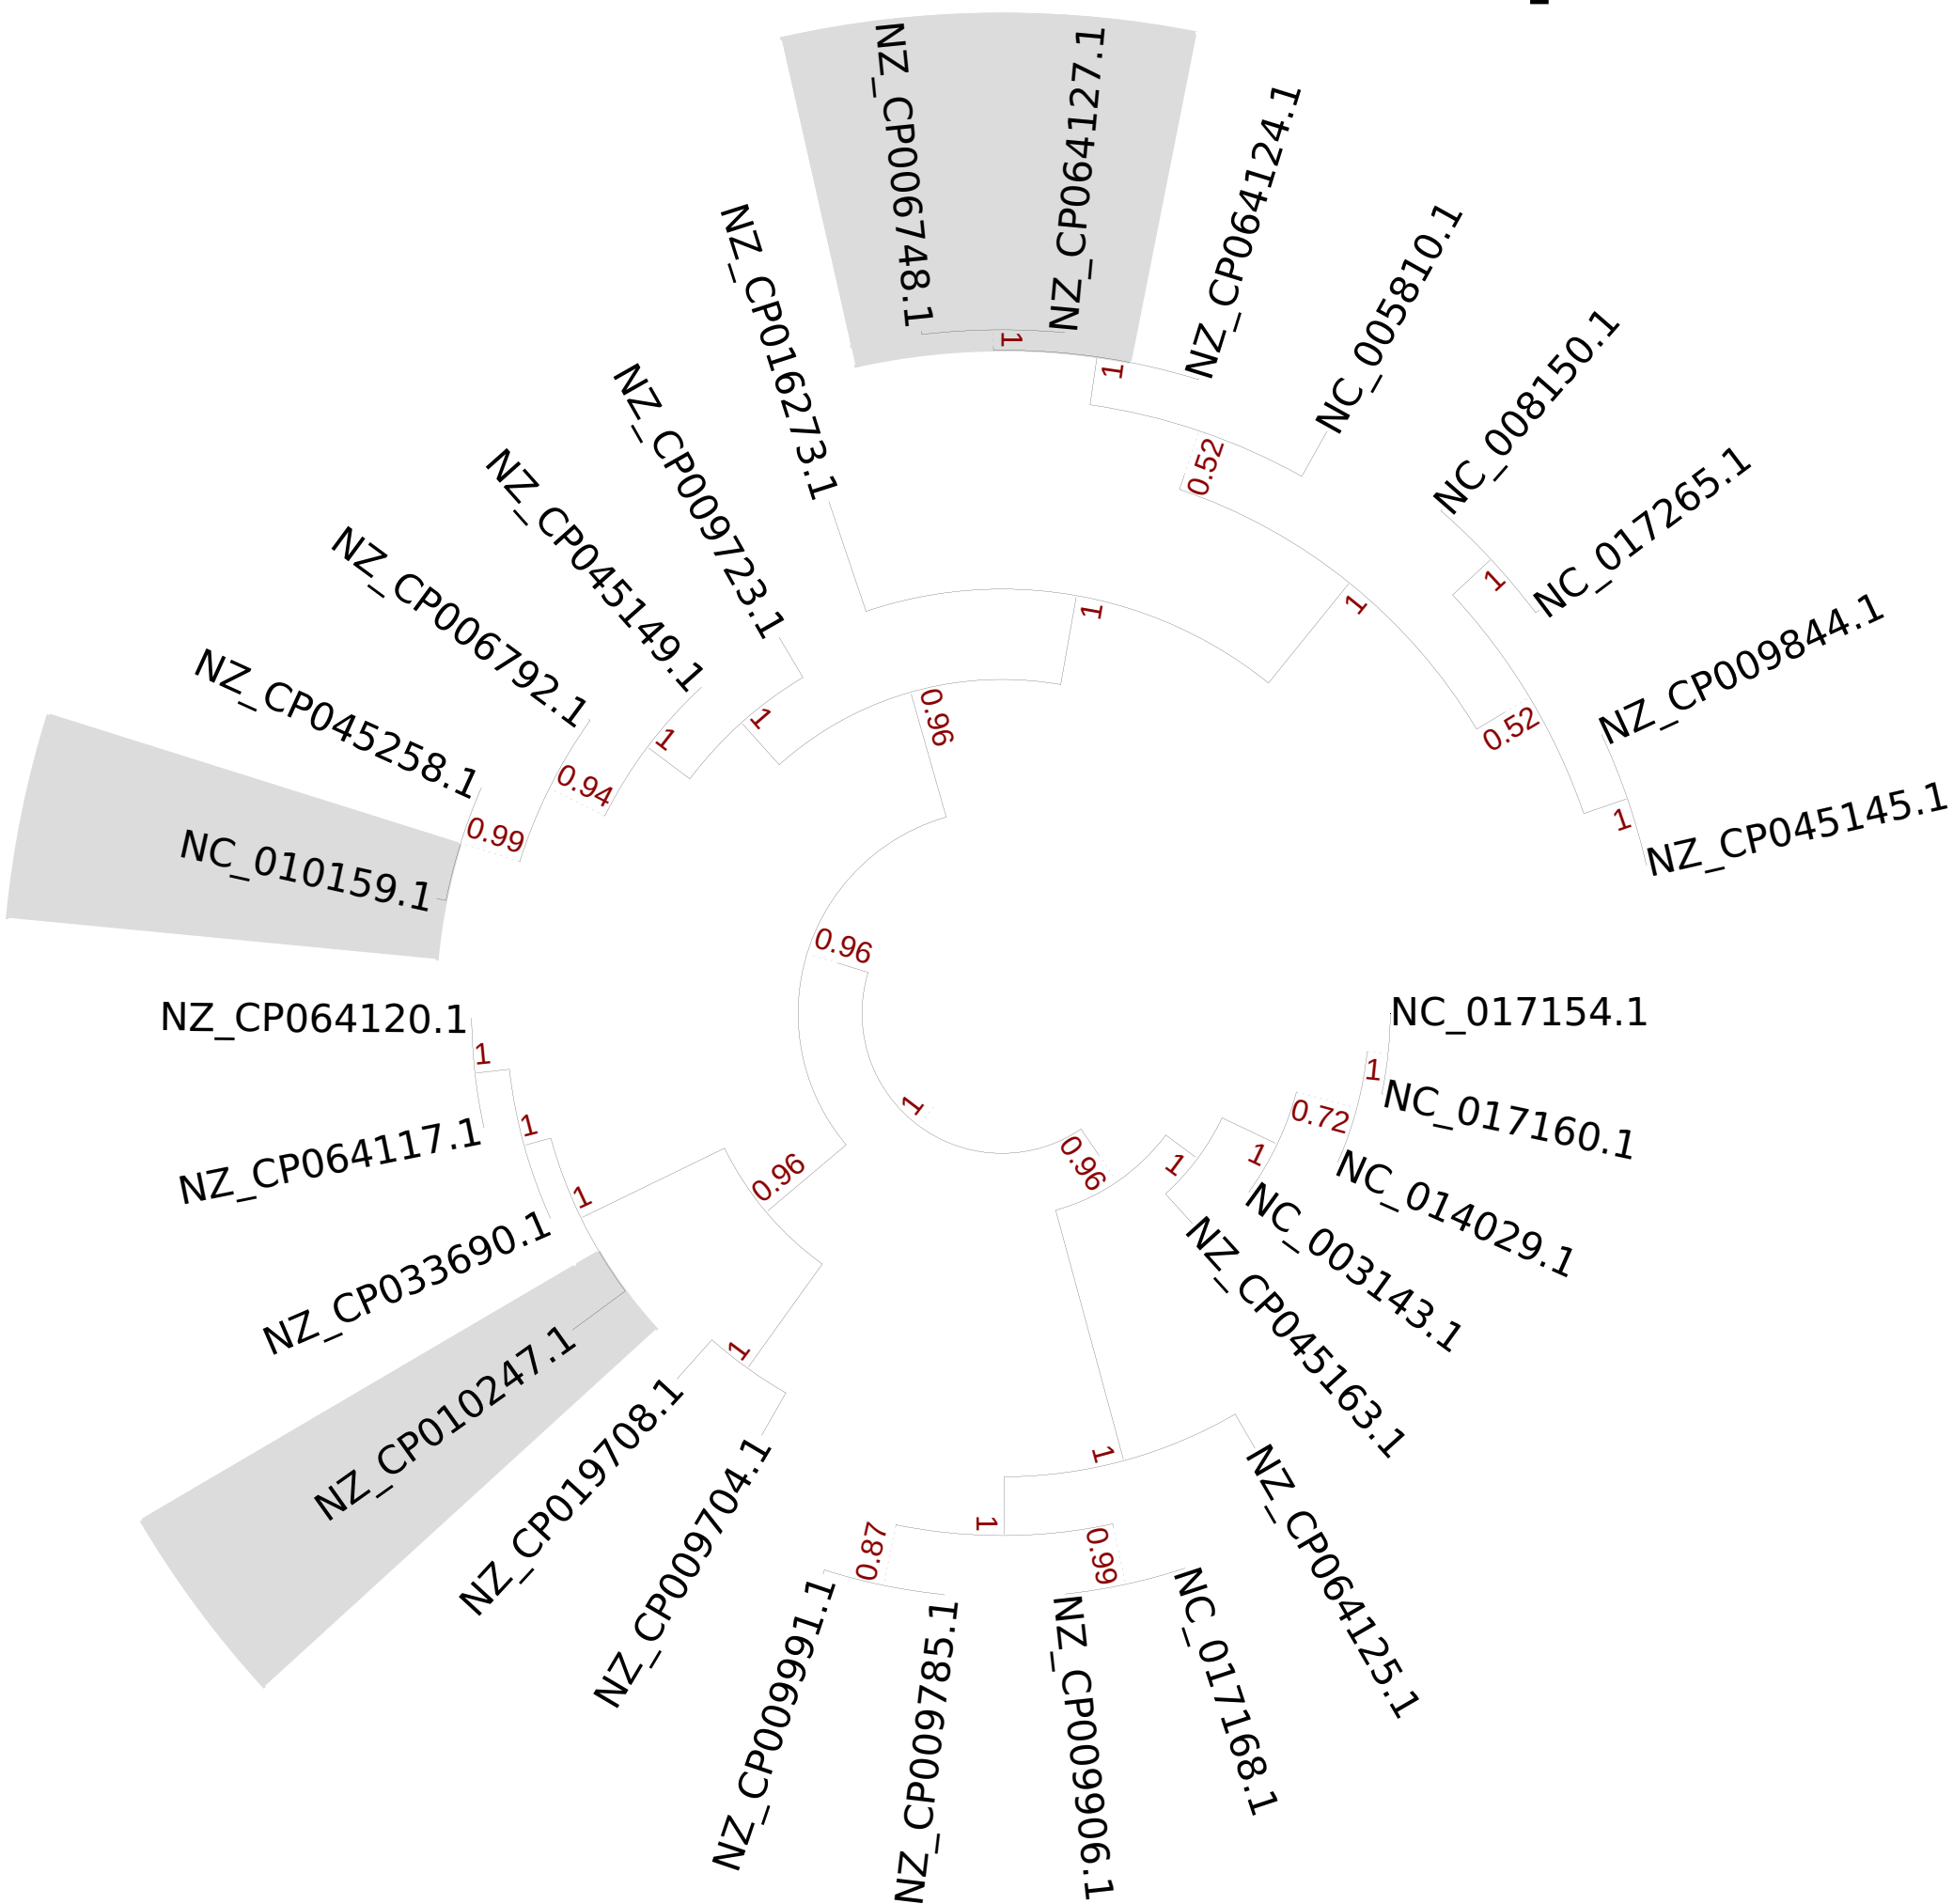 NZ_CP006748.1
NZ_CP064127.1
NZ_CP064124.1
NC_005810.1
NC_008150.1
NC_017265.1
NZ_CP009844.1
NZ_CP045145.1
NC_017154.1
NC_017160.1
NC_014029.1
NC_003143.1
NZ_CP045163.1
NZ_CP064125.1
NC_017168.1
NZ_CP009906.1
NZ_CP009785.1
NZ_CP009991.1
NZ_CP009704.1
NZ_CP019708.1
NZ_CP010247.1
NZ_CP033690.1
NZ_CP064117.1
NZ_CP064120.1
NC_010159.1
NZ_CP045258.1
NZ_CP006792.1
NZ_CP045149.1
NZ_CP009723.1
NZ_CP016273.1
1
1
0.52
1
1
1
0.52
1
0.96
1
1
0.94
0.99
0.96
1
0.96
1
1
0.72
1
1
1
1
0.96
1
1
0.87
0.99